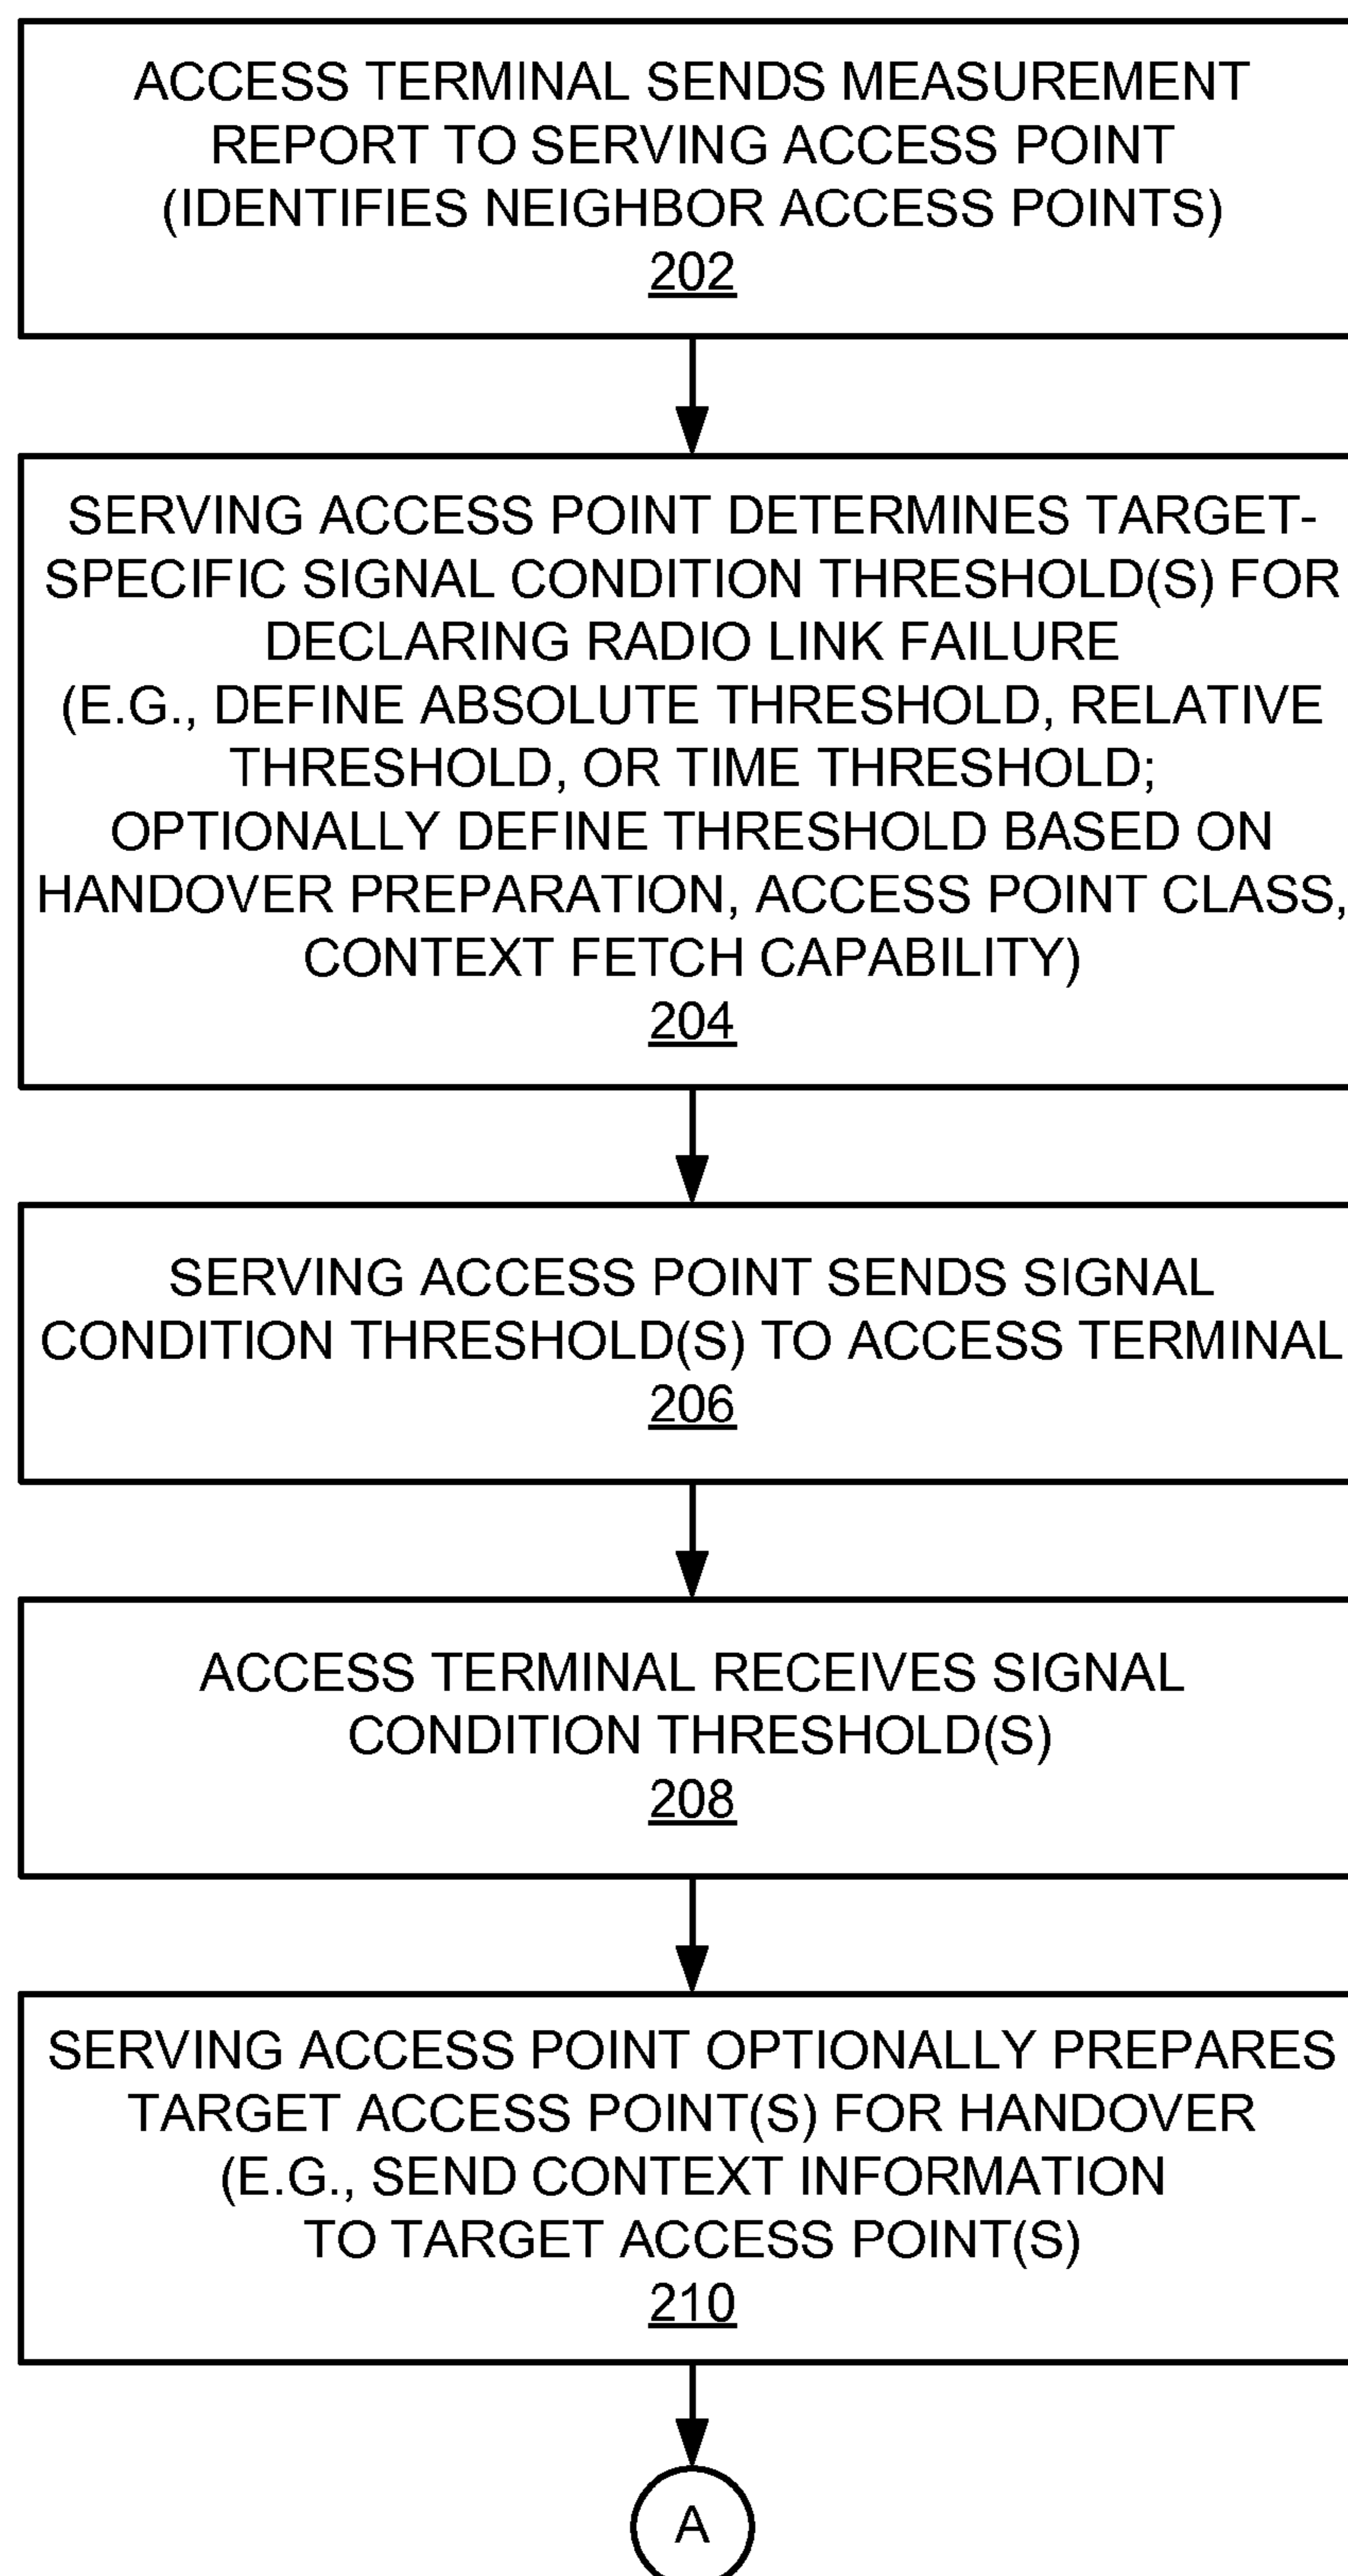 ACCESS TERMINAL SENDS MEASUREMENT
REPORT TO SERVING ACCESS POINT
(IDENTIFIES NEIGHBOR ACCESS POINTS)
202
SERVING ACCESS POINT DETERMINES TARGET-
SPECIFIC SIGNAL CONDITION THRESHOLD(S) FOR
DECLARING RADIO LINK FAILURE
(E.G., DEFINE ABSOLUTE THRESHOLD, RELATIVE
THRESHOLD, OR TIME THRESHOLD;
OPTIONALLY DEFINE THRESHOLD BASED ON
HANDOVER PREPARATION, ACCESS POINT CLASS,
CONTEXT FETCH CAPABILITY)
204
SERVING ACCESS POINT SENDS SIGNAL
CONDITION THRESHOLD(S) TO ACCESS TERMINAL
206
ACCESS TERMINAL RECEIVES SIGNAL
CONDITION THRESHOLD(S)
208
SERVING ACCESS POINT OPTIONALLY PREPARES
TARGET ACCESS POINT(S) FOR HANDOVER
(E.G., SEND CONTEXT INFORMATION
TO TARGET ACCESS POINT(S)
210
A